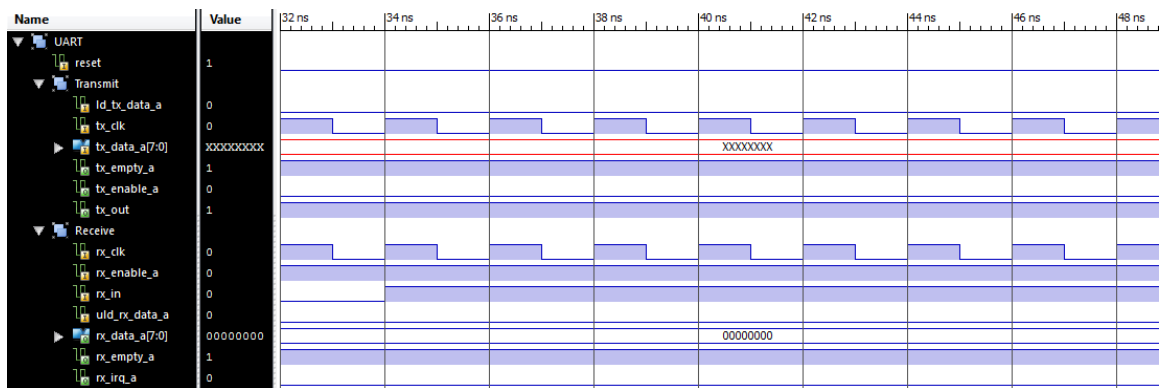 Name Value 32 ns 34 ns 36 ns 38 ns 40 ns 42 ns 44 ns 46 ns 48 ns
UART
reset 1
Transmit
ld_tx_data_a 0
tx_clk 0
tx_data_a[7:0] XXXXXXXX XXXXXXXX
tx_empty_a 1
tx_enable_a 0
tx_out 1
Receive
rx_clk 0
rx_enable_a 0
rx_in 0
uld_rx_data_a 0
rx_data_a[7:0] 00000000 00000000
rx_empty_a 1
rx_irq_a 0